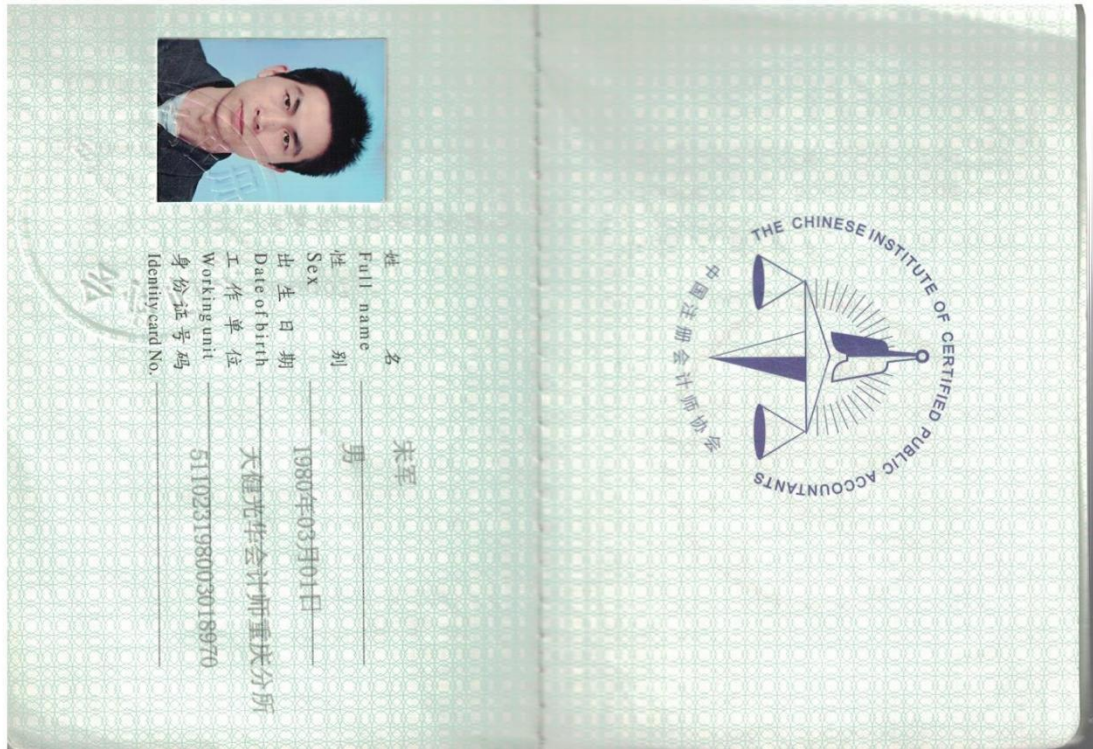 姓 名
Full name
宋军
性 别
Sex
男
出 生 日 期
Date of birth
1980年03月01日
工 作 单 位
Working unit
天健光华会计师重庆分所
身 份 证 号 码
Identity card No.
511023198003018970
THE CHINESE INSTITUTE OF CERTIFIED PUBLIC ACCOUNTANTS
中国注册会计师协会